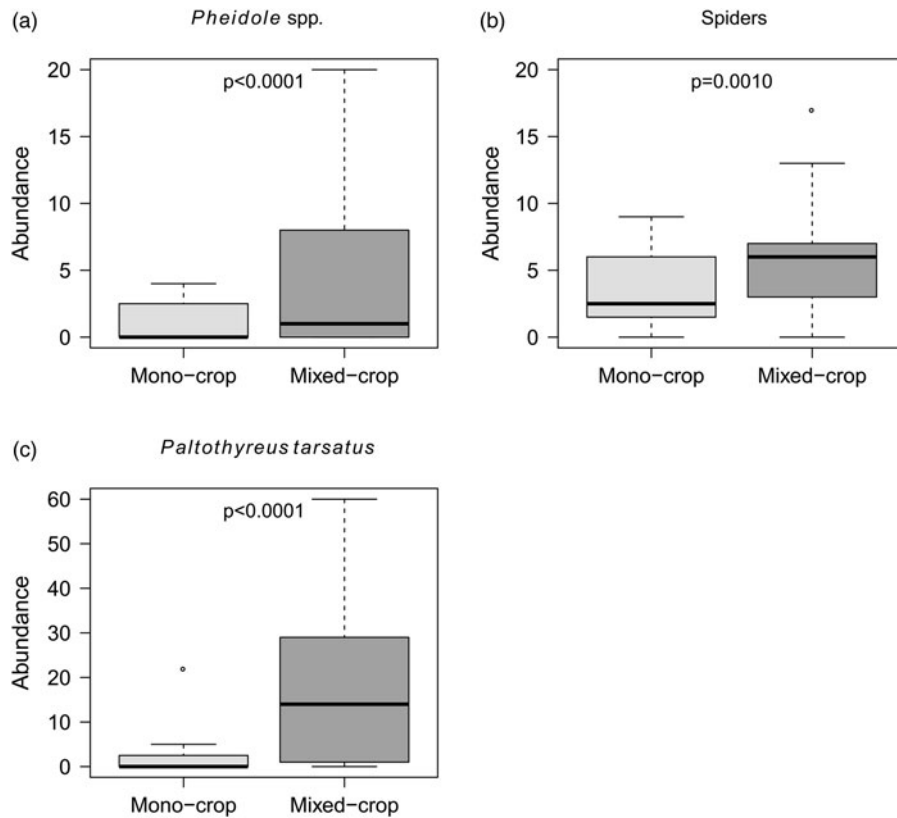 (a) Pheidole spp.
p<0.0001
Abundance
20
15
10
5
0
Mono-crop Mixed-crop
(b) Spiders
p=0.0010
Abundance
20
15
10
5
0
Mono-crop Mixed-crop
(c) Paltothyreus tarsatus
p<0.0001
Abundance
60
50
40
30
20
10
0
Mono-crop Mixed-crop